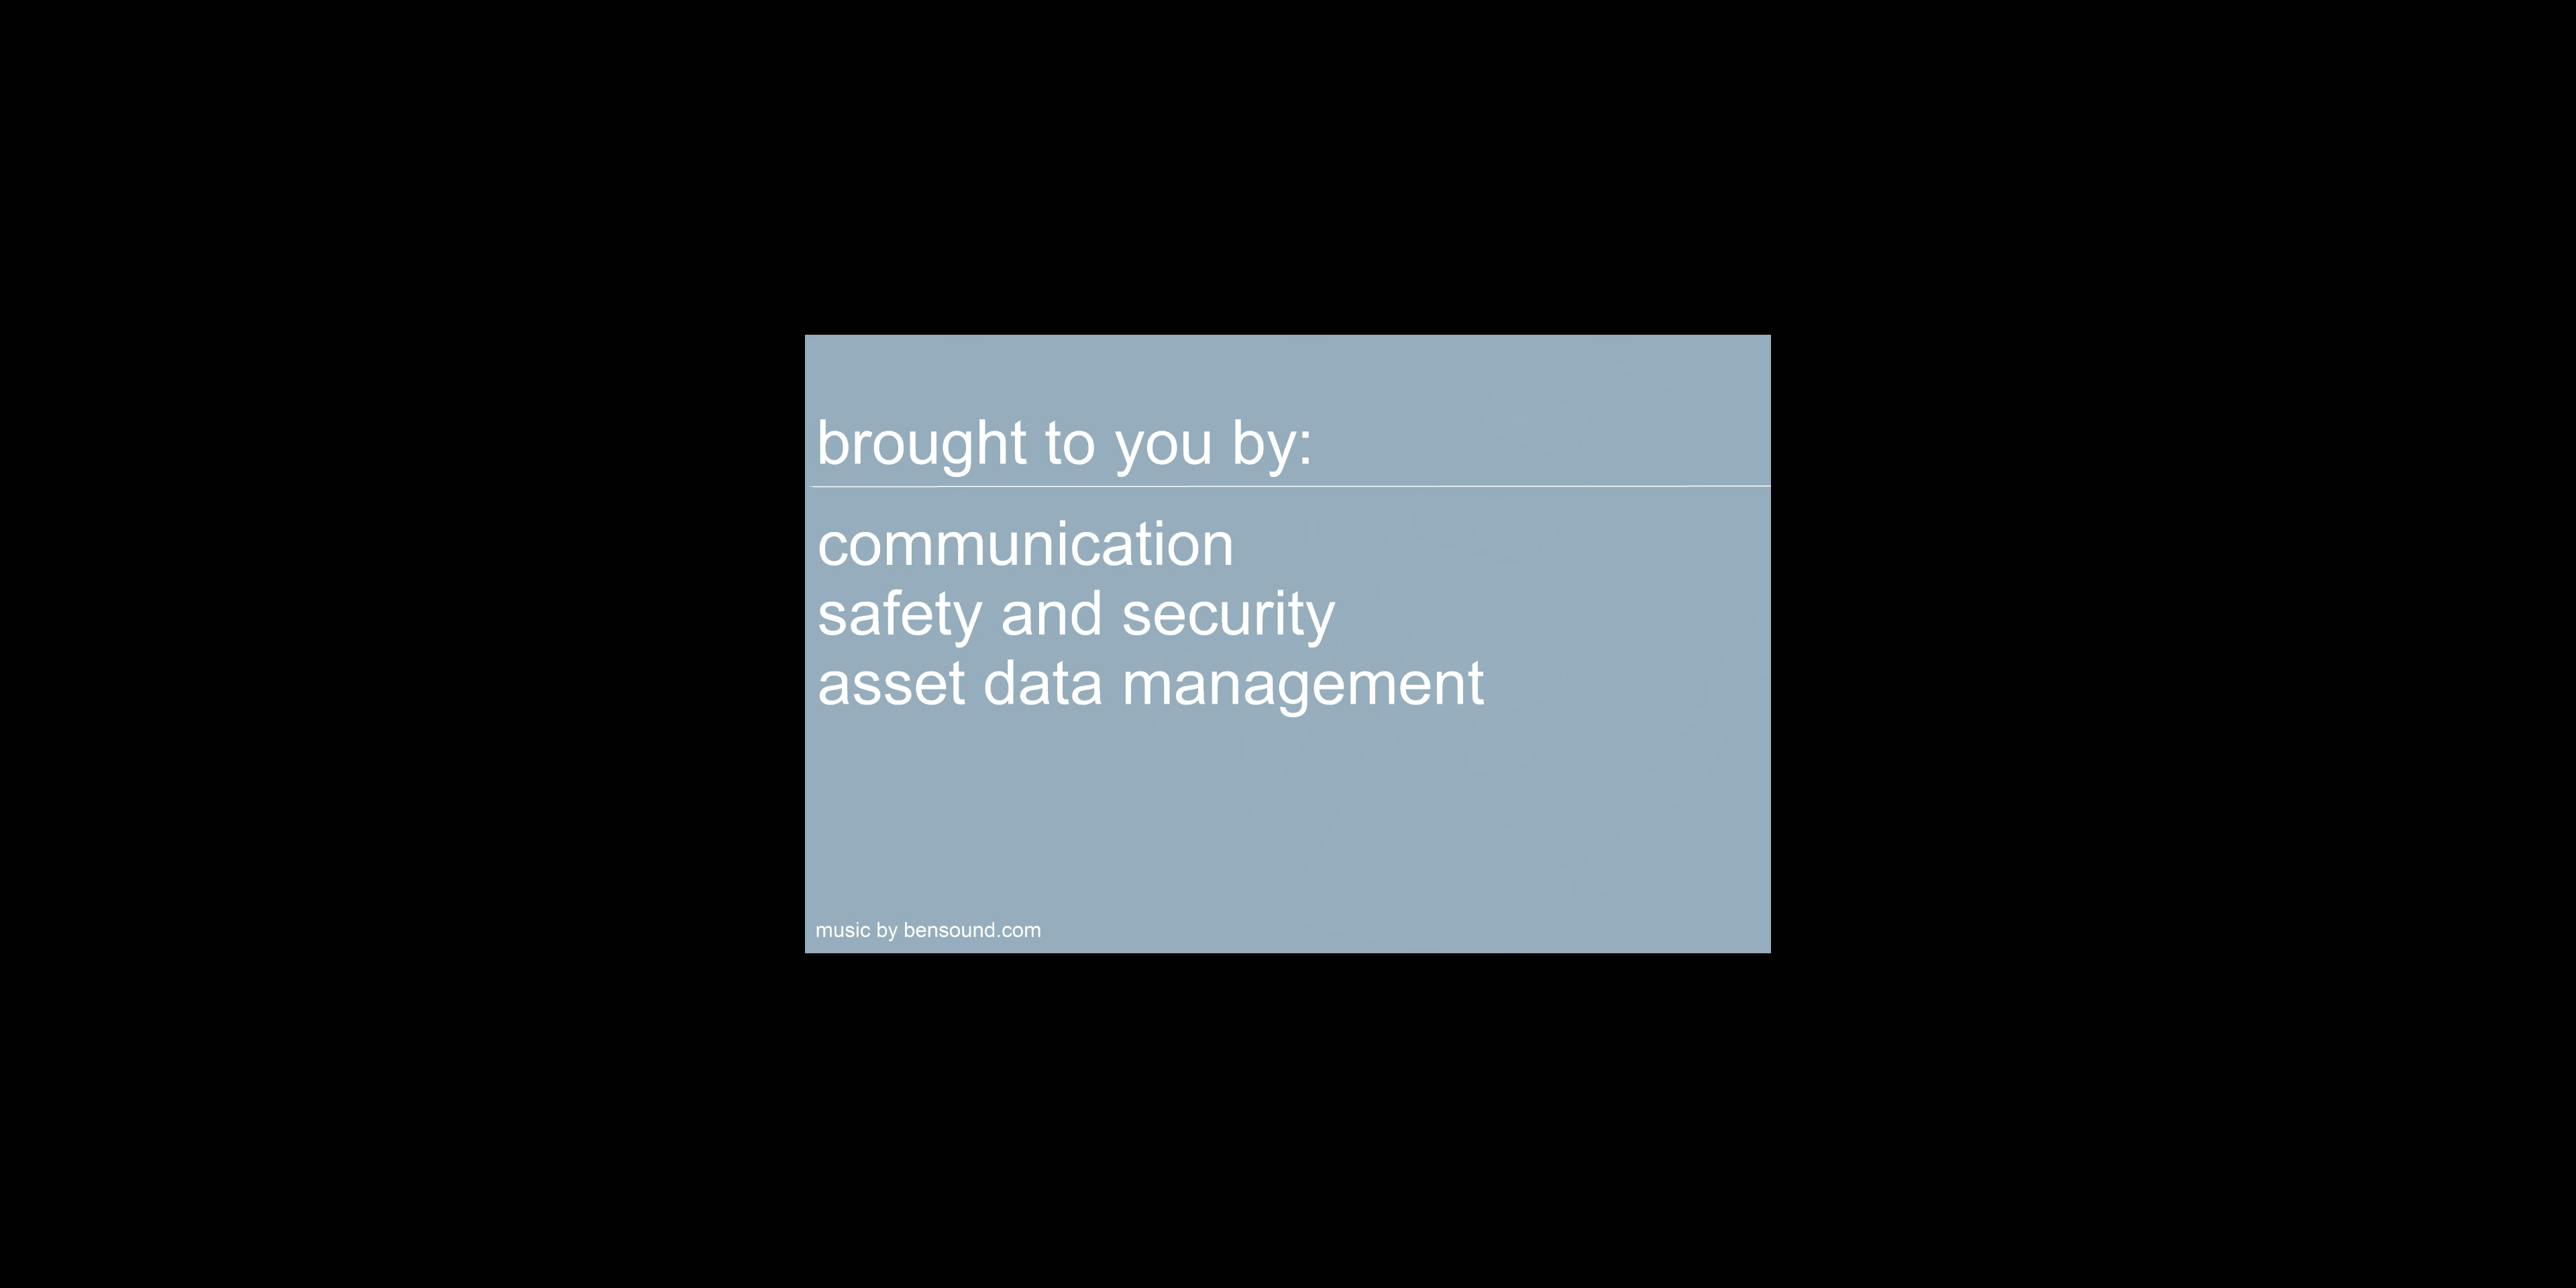 brought to you by:
communication
safety and security
asset data management
music by bensound.com